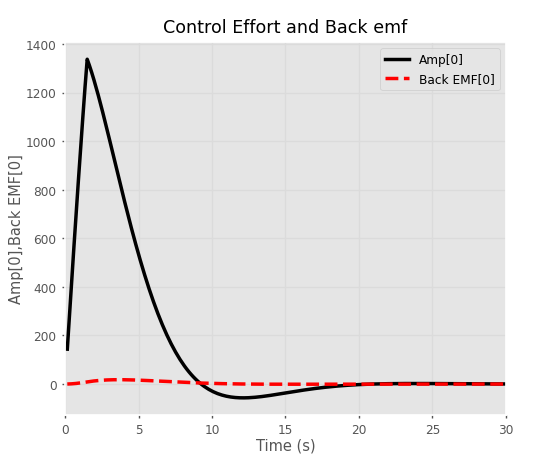 Control Effort and Back emf
Amp[0]
Back EMF[0]
Amp[0],Back EMF[0]
1400
1200
1000
800
600
400
200
0
0 5 10 15 20 25 30
Time (s)